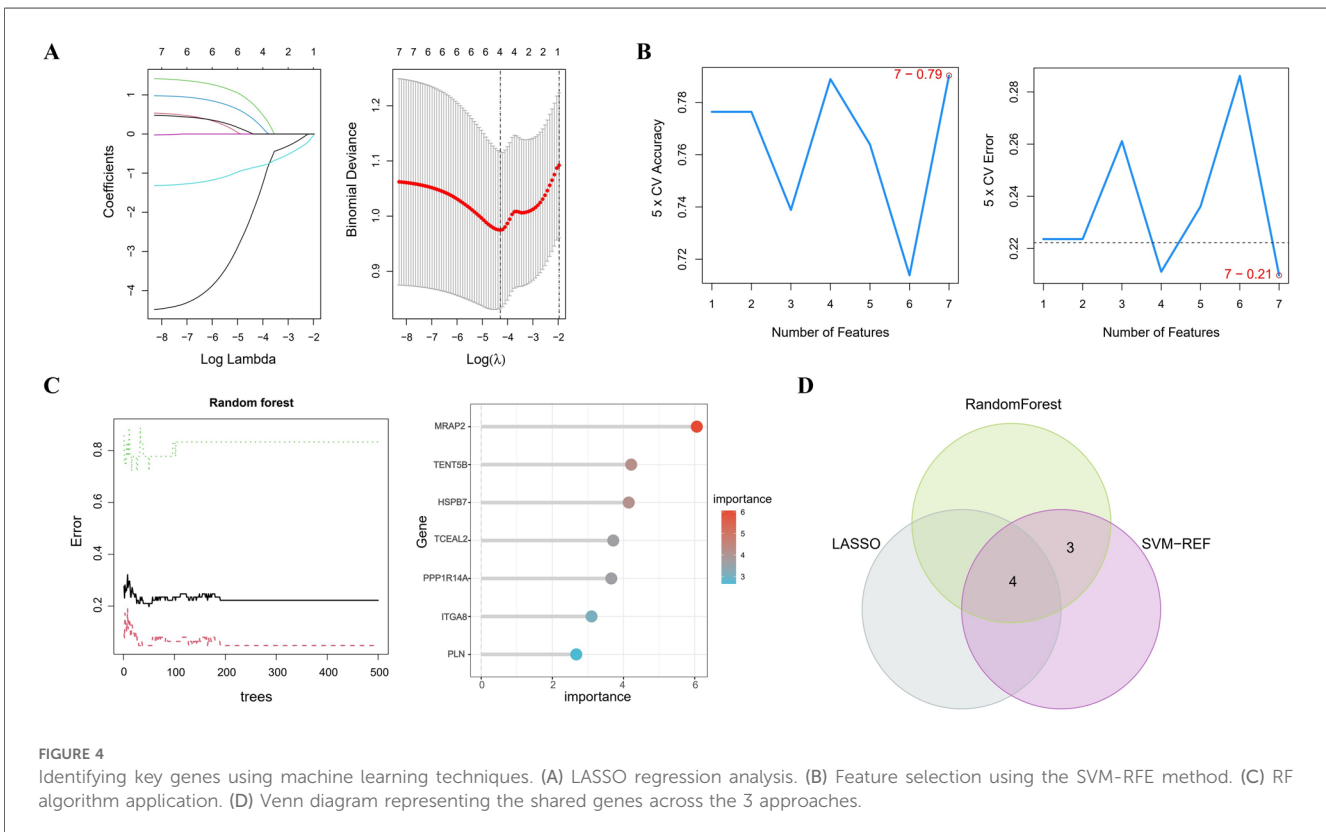 A
7 6 6 6 4 2 1
1
0
−1
−2
−3
−4
Coefficients
−8 −7 −6 −5 −4 −3 −2
Log Lambda
7 7 6 6 6 6 6 6 4 4 4 2 2 1
1.2
1.1
1.0
0.9
Binomial Deviance
−8 −7 −6 −5 −4 −3 −2
Log(λ)
B
7 − 0.79
0.78
0.76
0.74
0.72
5 x CV Accuracy
1 2 3 4 5 6 7
Number of Features
0.28
0.26
0.24
0.22
5 x CV Error
7 − 0.21
1 2 3 4 5 6 7
Number of Features
C
Random forest
0.8
0.6
0.4
0.2
Error
0 100 200 300 400 500
trees
MRAP2
TENT5B
HSPB7
TCEAL2
PPP1R14A
ITGA8
PLN
Gene
0 2 4 6
importance
importance
6
5
4
3
D
RandomForest
LASSO
SVM−REF
3
4
FIGURE 4
Identifying key genes using machine learning techniques. (A) LASSO regression analysis. (B) Feature selection using the SVM-RFE method. (C) RF
algorithm application. (D) Venn diagram representing the shared genes across the 3 approaches.